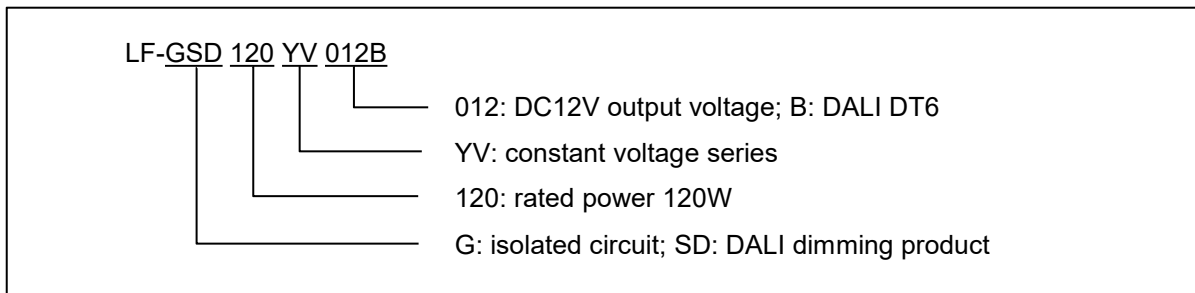 LF-GSD 120 YV 012B
012: DC12V output voltage; B: DALI DT6
YV: constant voltage series
120: rated power 120W
G: isolated circuit; SD: DALI dimming product